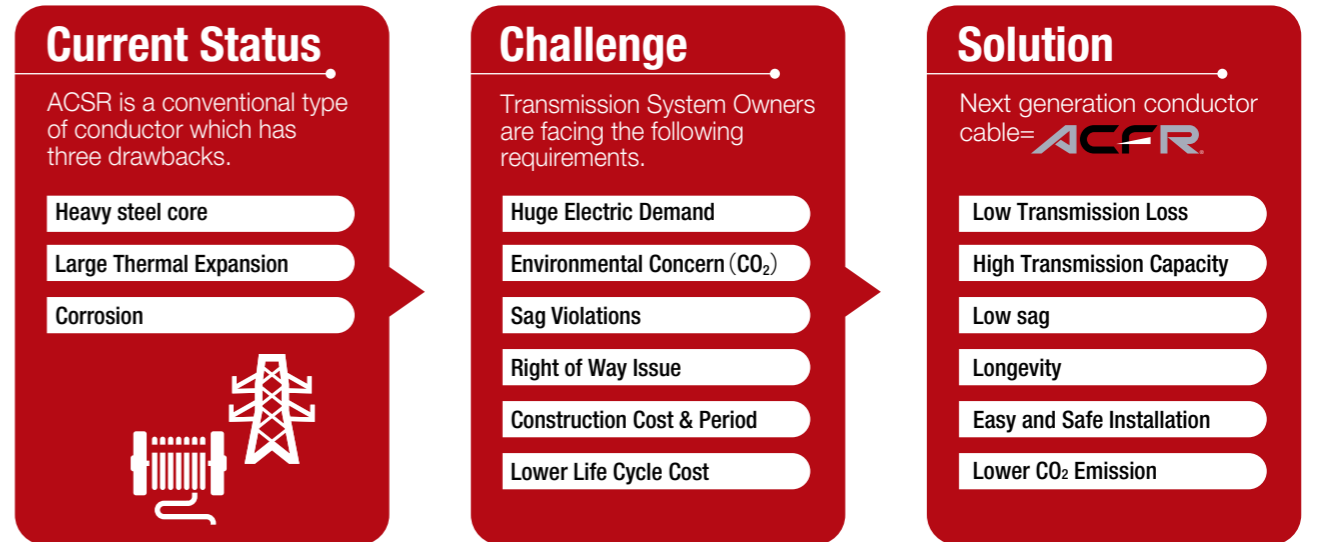 Current Status
ACSR is a conventional type
of conductor which has
three drawbacks.
Heavy steel core
Large Thermal Expansion
Corrosion
Challenge
Transmission System Owners
are facing the following
requirements.
Huge Electric Demand
Environmental Concern（CO₂）
Sag Violations
Right of Way Issue
Construction Cost & Period
Lower Life Cycle Cost
Solution
Next generation conductor
cable=ACFR
Low Transmission Loss
High Transmission Capacity
Low sag
Longevity
Easy and Safe Installation
Lower CO₂ Emission